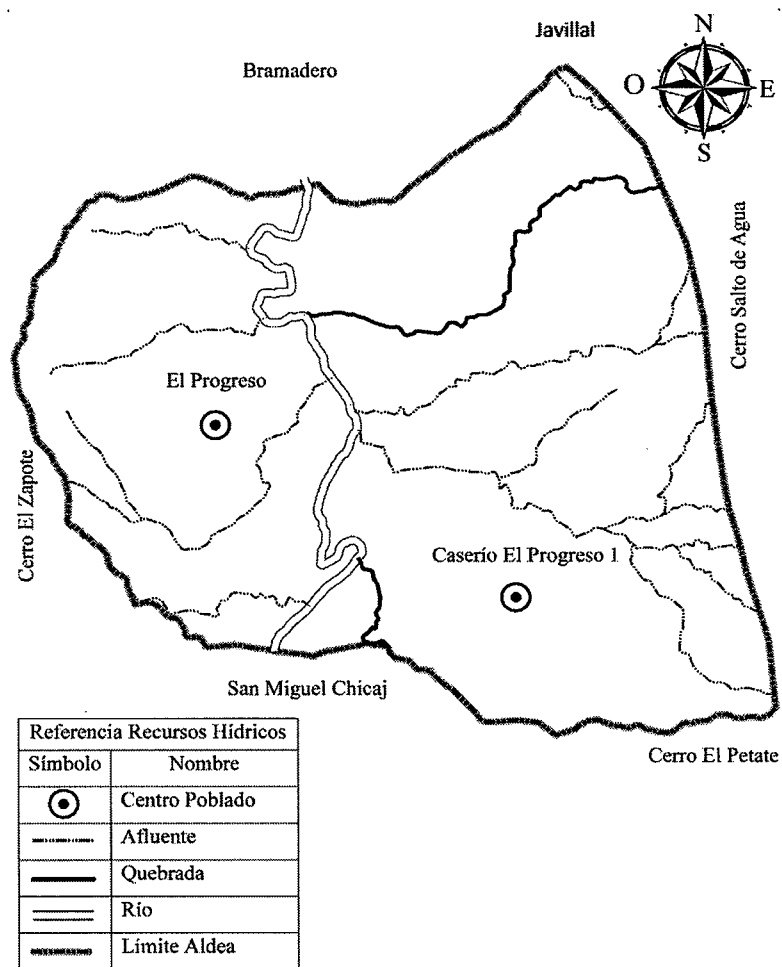 Javillal
Bramadero
N
O
E
S
Cerro Salto de Agua
El Progreso
Cerro El Zapote
Caserío El Progreso 1
San Miguel Chicaj
Cerro El Petate
Referencia Recursos Hídricos
Símbolo Nombre
Centro Poblado
Afluente
Quebrada
Río
Límite Aldea